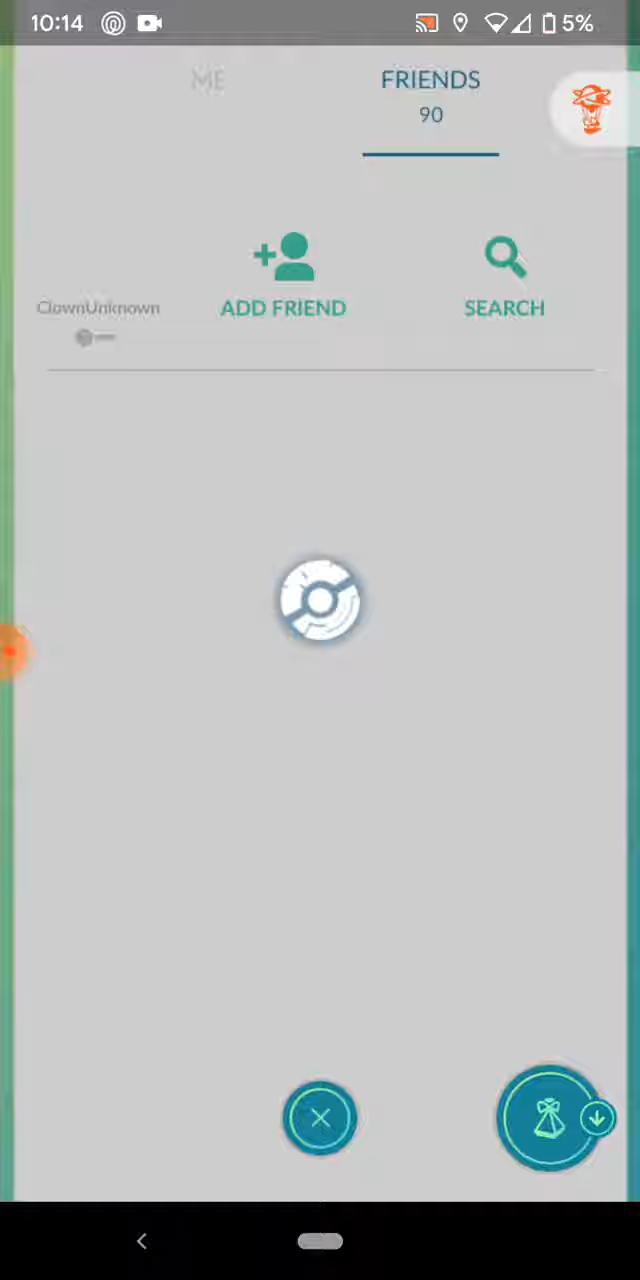 10:14
5%
ME
FRIENDS
90
ClownUnknown
ADD FRIEND
SEARCH